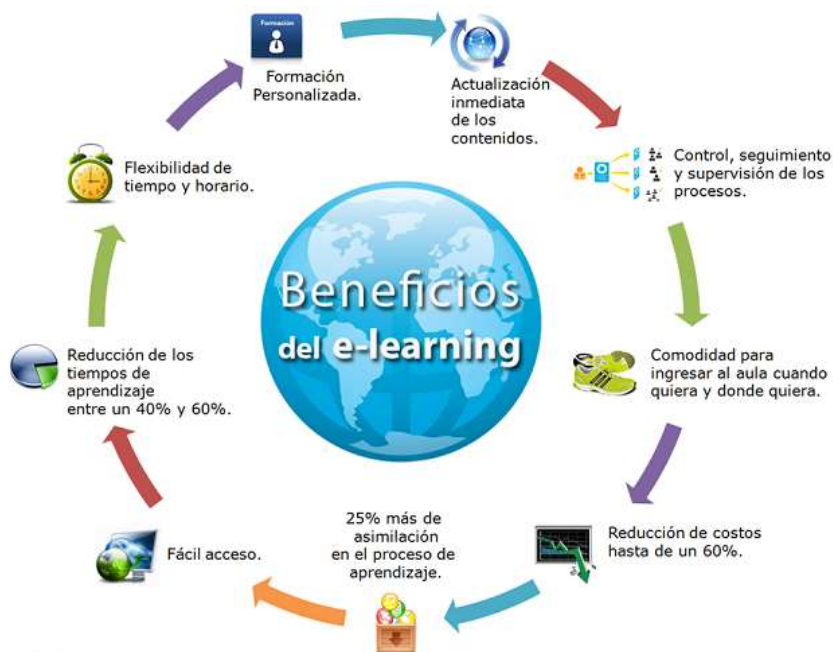 Formación
Formación
Personalizada.
Actualización
inmediata
de los
contenidos.
Control, seguimiento
y supervisión de los
procesos.
Comodidad para
ingresar al aula cuando
quiera y donde quiera.
Reducción de costos
hasta de un 60%.
25% más de
asimilación
en el proceso de
aprendizaje.
Fácil acceso.
Reducción de los
tiempos de
aprendizaje
entre un 40% y 60%.
Flexibilidad de
tiempo y horario.
Beneficios
del e-learning